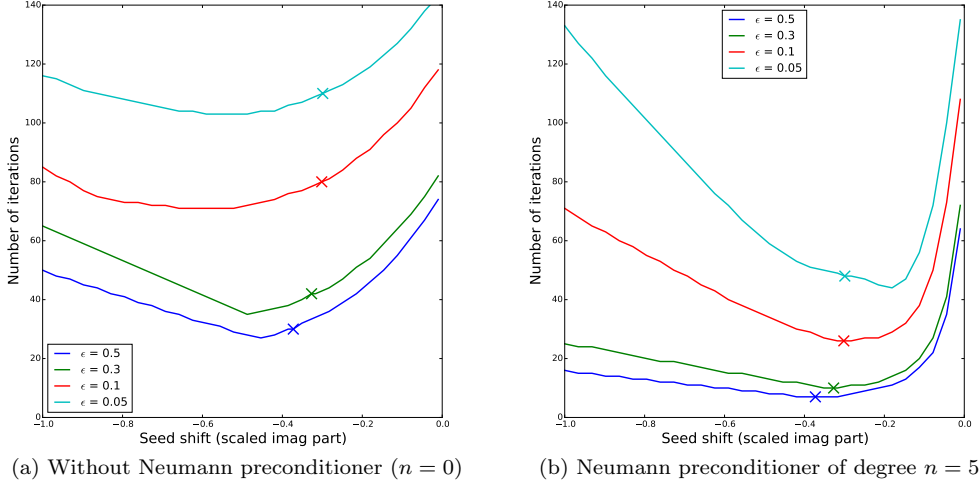 140
120
100
80
60
40
20
0
−1.0
−0.8
−0.6
−0.4
−0.2
0.0
Number of iterations
Seed shift (scaled imag part)
ϵ = 0.5
ϵ = 0.3
ϵ = 0.1
ϵ = 0.05
(a) Without Neumann preconditioner (n = 0)
140
120
100
80
60
40
20
0
−1.0
−0.8
−0.6
−0.4
−0.2
0.0
Number of iterations
Seed shift (scaled imag part)
ϵ = 0.5
ϵ = 0.3
ϵ = 0.1
ϵ = 0.05
(b) Neumann preconditioner of degree n = 5